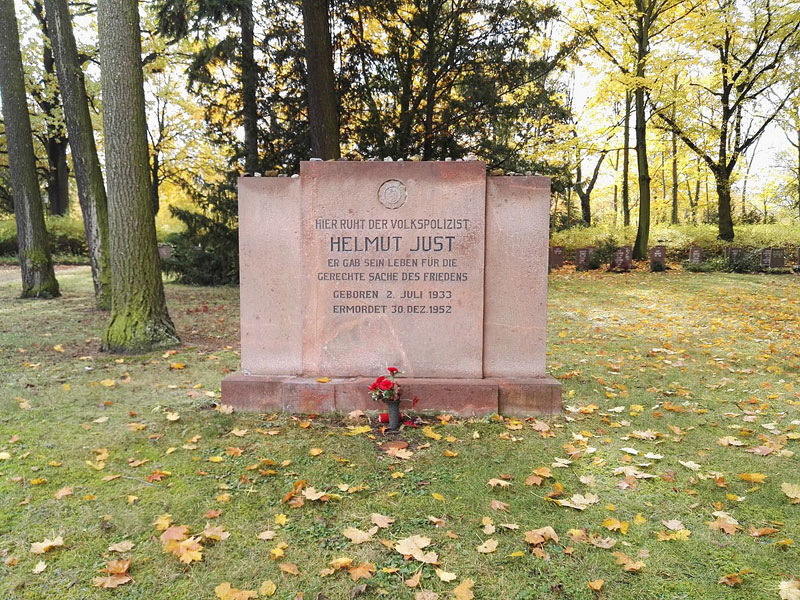 HIER RUHT DER VOLKSPOLIZIST
HELMUT JUST
ER GAB SEIN LEBEN FÜR DIE
GERECHTE SACHE DES FRIEDENS
GEBOREN 2. JULI 1933
ERMORDET 30. DEZ. 1952